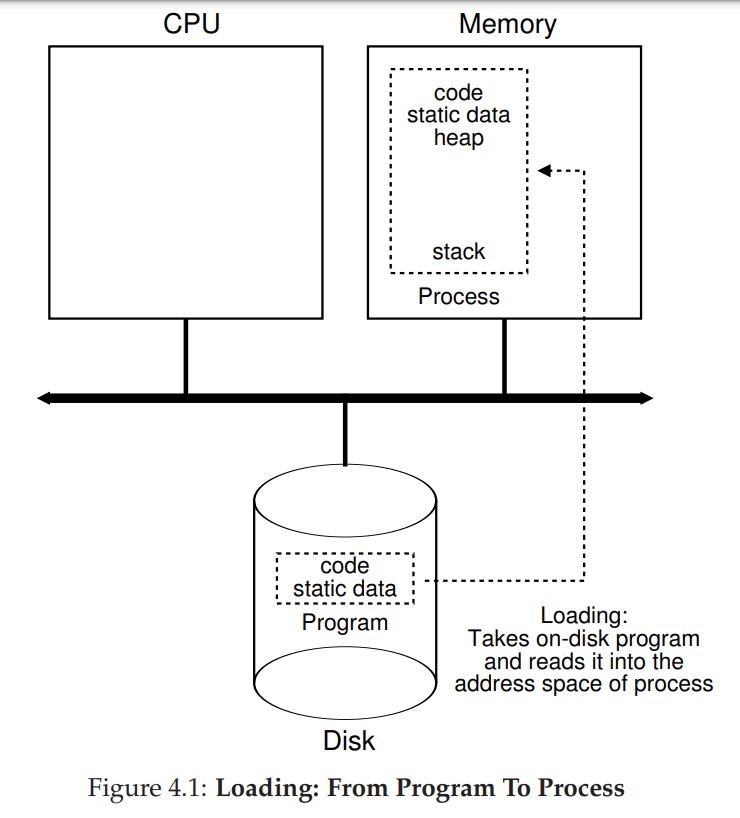 CPU
Memory
code
static data
heap
stack
Process
code
static data
Program
Loading:
Takes on-disk program
and reads it into the
address space of process
Disk
Figure 4.1: Loading: From Program To Process